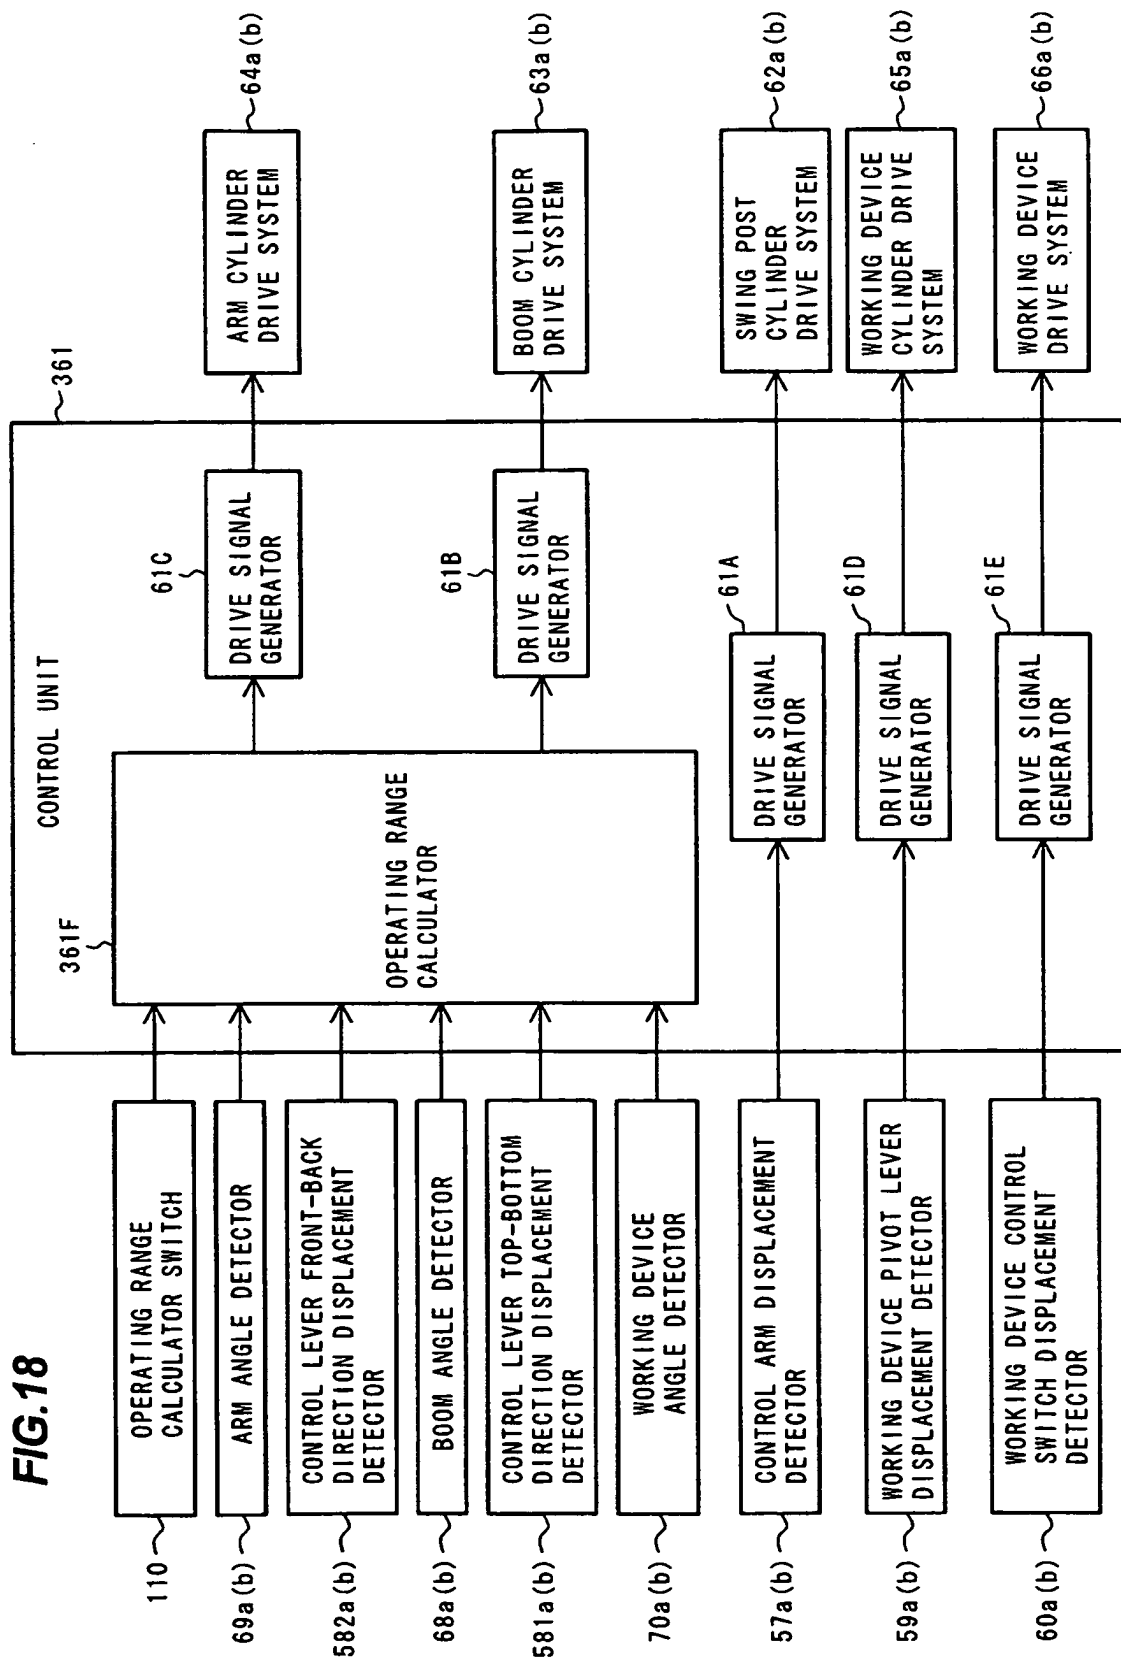 FIG.18
CONTROL UNIT
361
110
OPERATING RANGE
CALCULATOR SWITCH
69a(b)
ARM ANGLE DETECTOR
582a(b)
CONTROL LEVER FRONT-BACK
DIRECTION DISPLACEMENT
DETECTOR
68a(b)
BOOM ANGLE DETECTOR
581a(b)
CONTROL LEVER TOP-BOTTOM
DIRECTION DISPLACEMENT
DETECTOR
70a(b)
WORKING DEVICE
ANGLE DETECTOR
57a(b)
CONTROL ARM DISPLACEMENT
DETECTOR
59a(b)
WORKING DEVICE PIVOT LEVER
DISPLACEMENT DETECTOR
60a(b)
WORKING DEVICE CONTROL
SWITCH DISPLACEMENT
DETECTOR
361F
OPERATING RANGE
CALCULATOR
61C
DRIVE SIGNAL
GENERATOR
61B
DRIVE SIGNAL
GENERATOR
61A
DRIVE SIGNAL
GENERATOR
61D
DRIVE SIGNAL
GENERATOR
61E
DRIVE SIGNAL
GENERATOR
ARM CYLINDER
DRIVE SYSTEM
64a(b)
BOOM CYLINDER
DRIVE SYSTEM
63a(b)
SWING POST
CYLINDER
DRIVE SYSTEM
62a(b)
WORKING DEVICE
CYLINDER DRIVE
SYSTEM
65a(b)
WORKING DEVICE
DRIVE SYSTEM
66a(b)